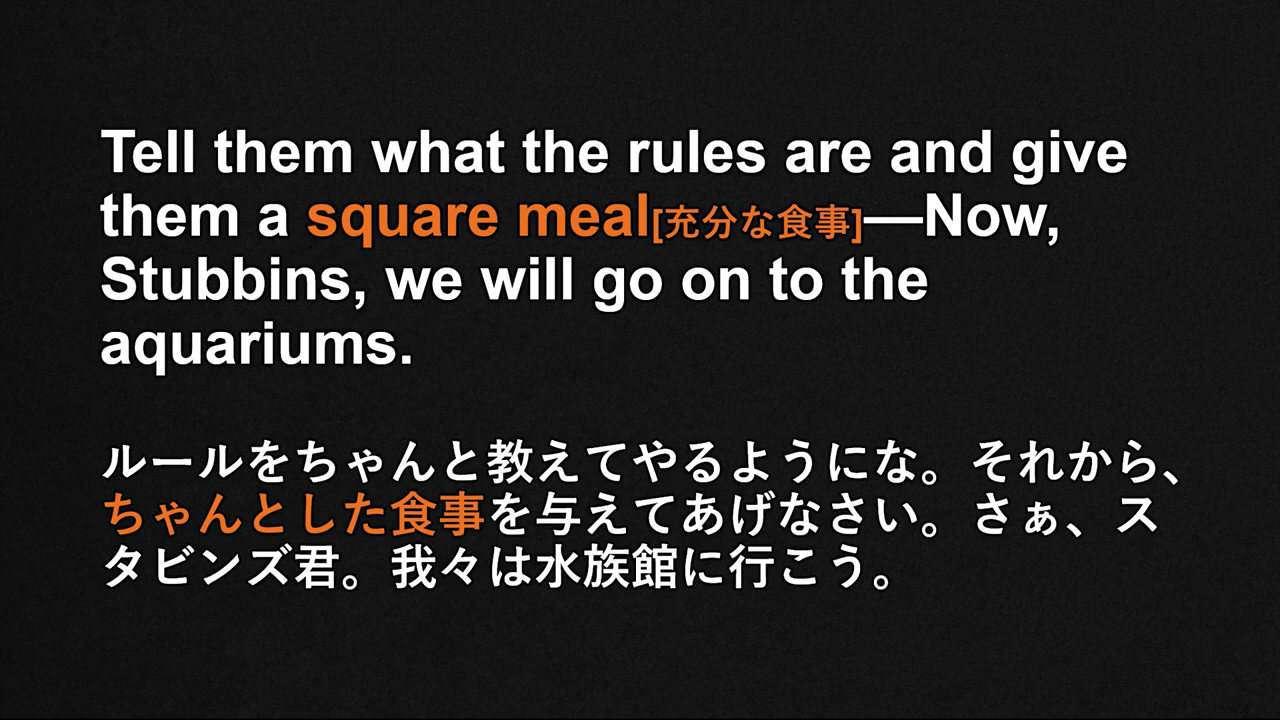 Tell them what the rules are and give
them a square meal[充分な食事]—Now,
Stubbins, we will go on to the
aquariums.
ルールをちゃんと教えてやるようにな。それから、
ちゃんとした食事を与えてあげなさい。さぁ、ス
タビンズ君。我々は水族館に行こう。